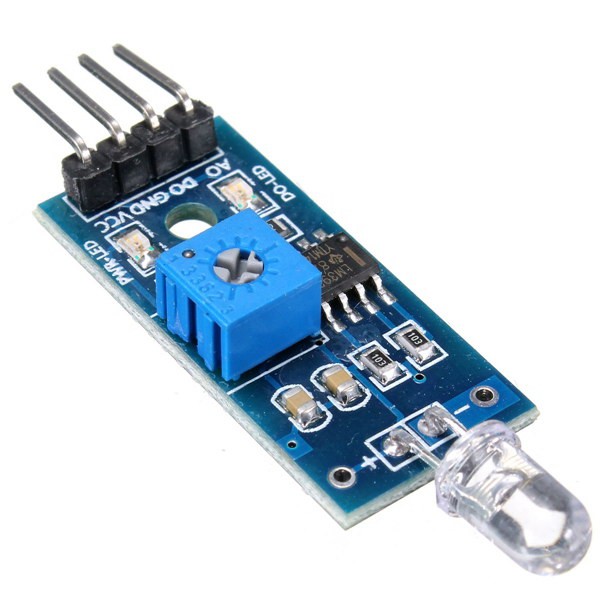 AO
DO
GND
VCC
DO-LED
PWR-LED
103
103
+
-